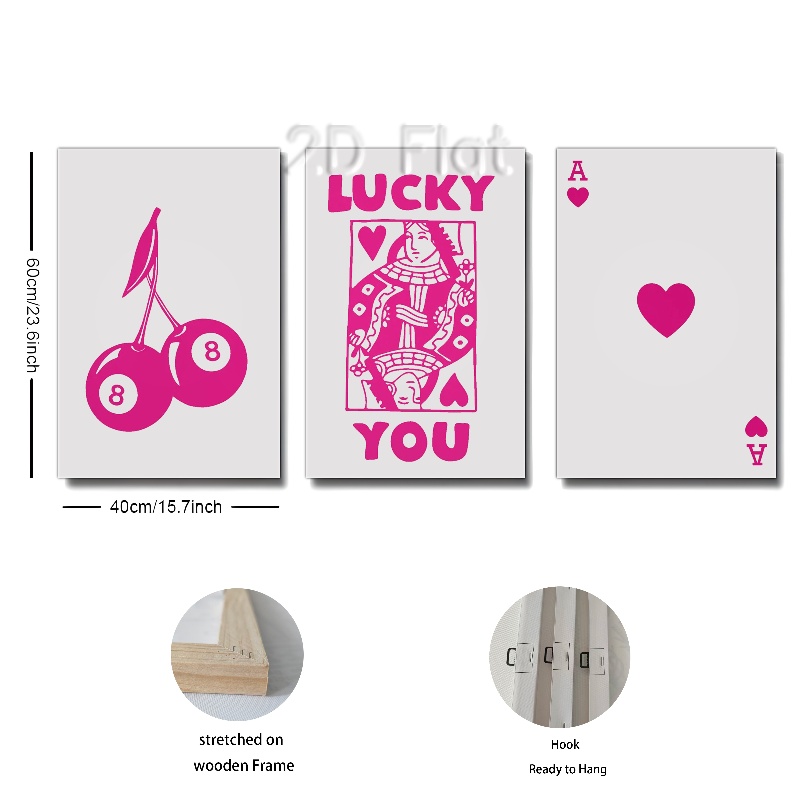 2D Flat
LUCKY
YOU
8
8
A
A
60cm/23.6inch
40cm/15.7inch
stretched on
wooden Frame
Hook
Ready to Hang